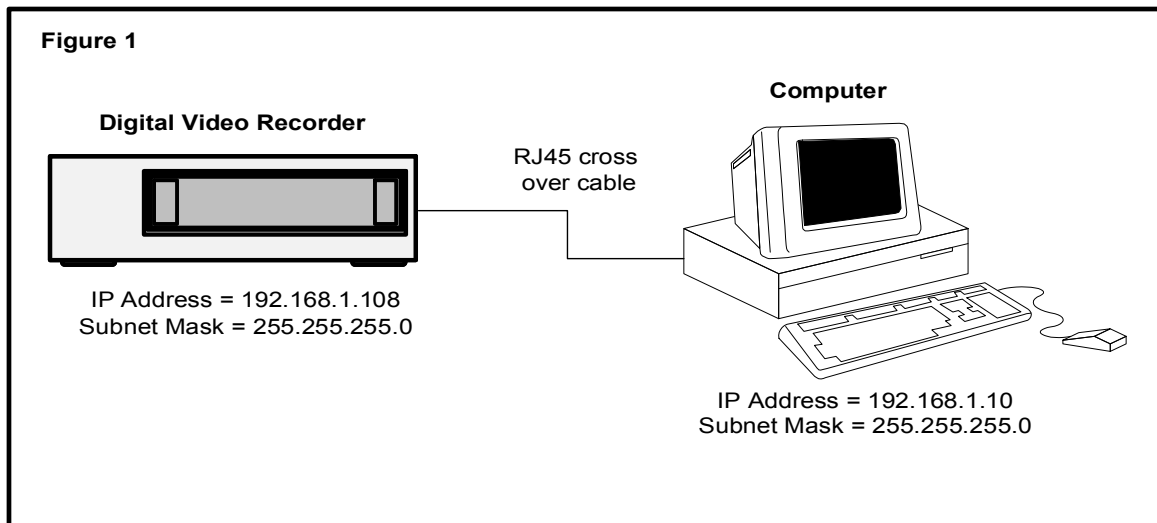 Figure 1
Digital Video Recorder
IP Address = 192.168.1.108
Subnet Mask = 255.255.255.0
RJ45 cross
over cable
Computer
IP Address = 192.168.1.10
Subnet Mask = 255.255.255.0